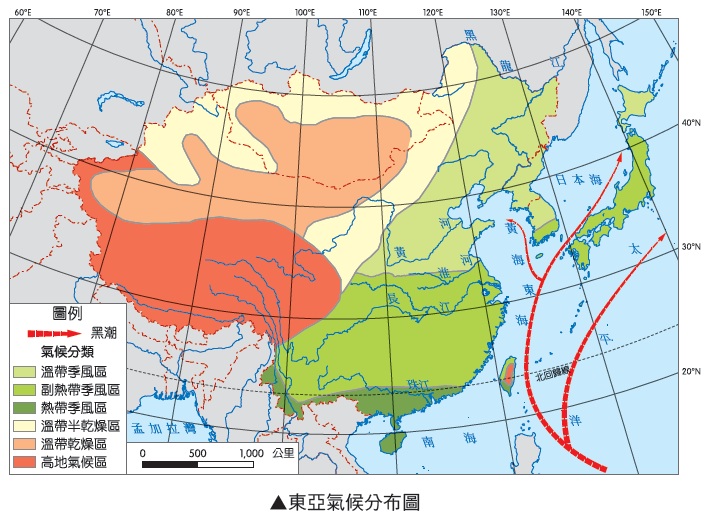 60°E 70°E 80°E 90°E 100°E 110°E 120°E 130°E 140°E 150°E
黑龍江
40°N
日本海
河
黃
黃河
海
太
30°N
淮
東
長江
海
平
20°N
北回歸線
珠江
洋
南海
孟加拉灣
圖例
黑潮
氣候分類
溫帶季風區
副熱帶季風區
熱帶季風區
溫帶半乾燥區
溫帶乾燥區
高地氣候區
0 500 1,000 公里
▲東亞氣候分布圖